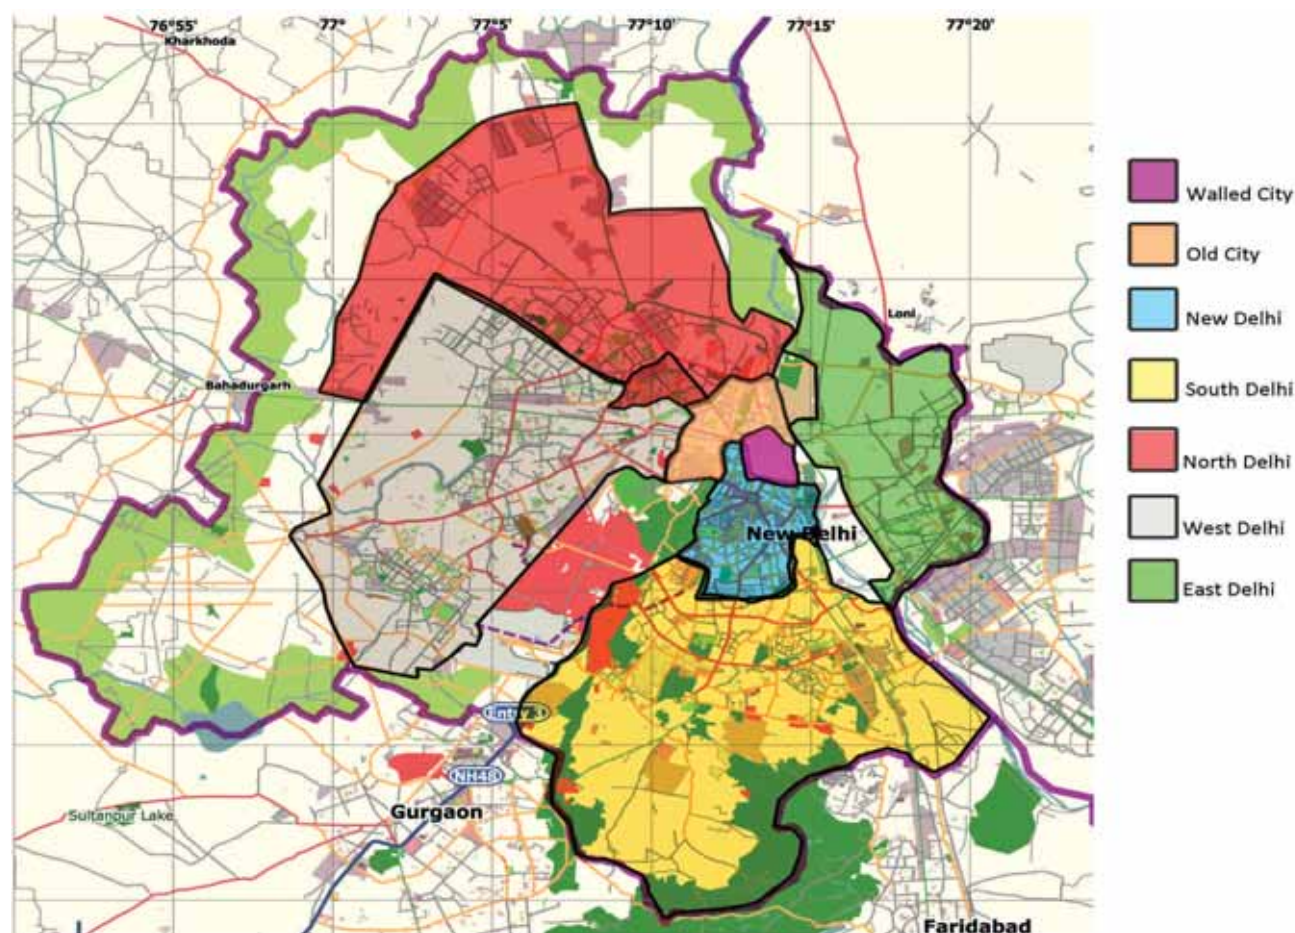 76°55' 77° 77°5' 77°10' 77°15' 77°20'
Kharkhoda
Loni
Bahadurgarh
New Delhi
NH48
Gurgaon
Sultanpur Lake
Faridabad
Walled City
Old City
New Delhi
South Delhi
North Delhi
West Delhi
East Delhi